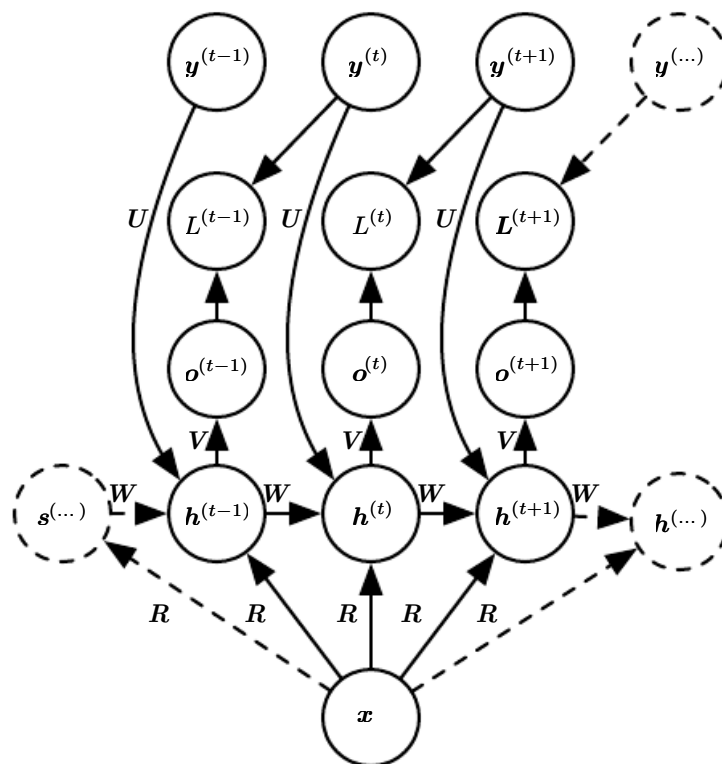 y^(t−1) y^(t) y^(t+1) y^(...)
U L^(t−1) U L^(t) U L^(t+1)
o^(t−1) o^(t) o^(t+1)
V V V
s^(...) W h^(t−1) W h^(t) W h^(t+1) W h^(...)
R R R R R
x